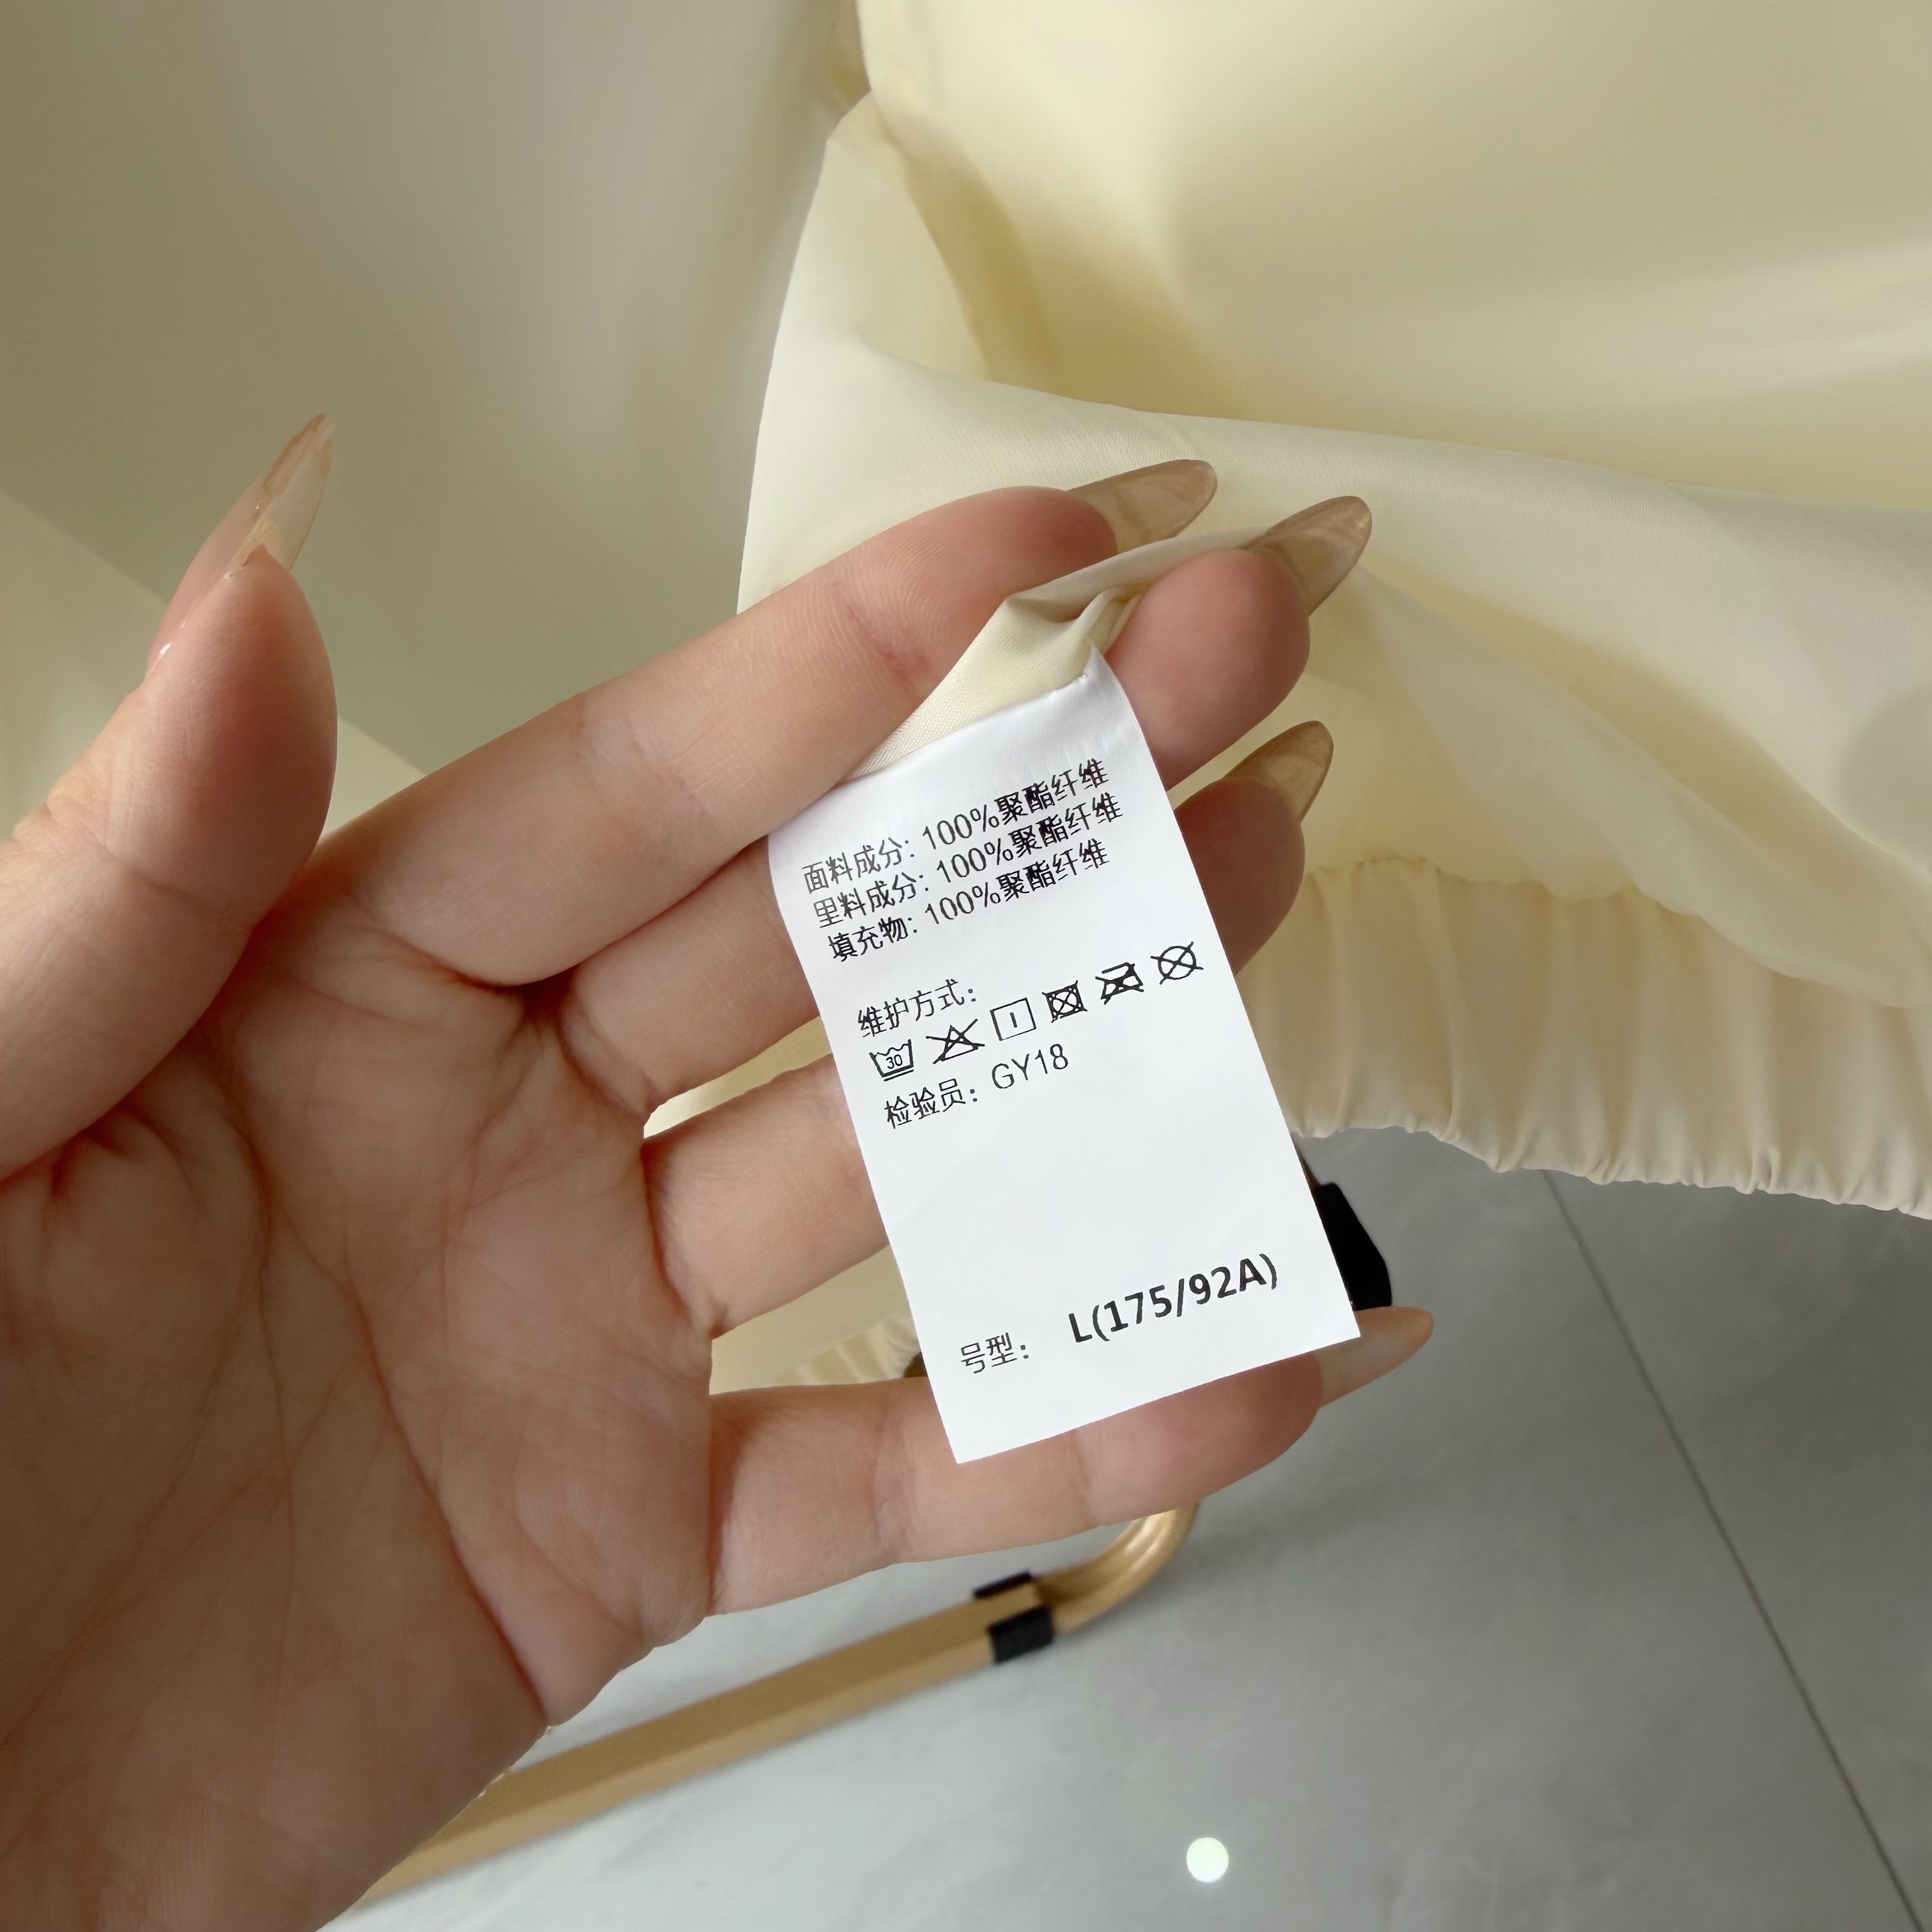 面料成分: 100%聚酯纤维
里料成分: 100%聚酯纤维
填充物: 100%聚酯纤维
维护方式:
30
检验员: GY18
号型: L(175/92A)